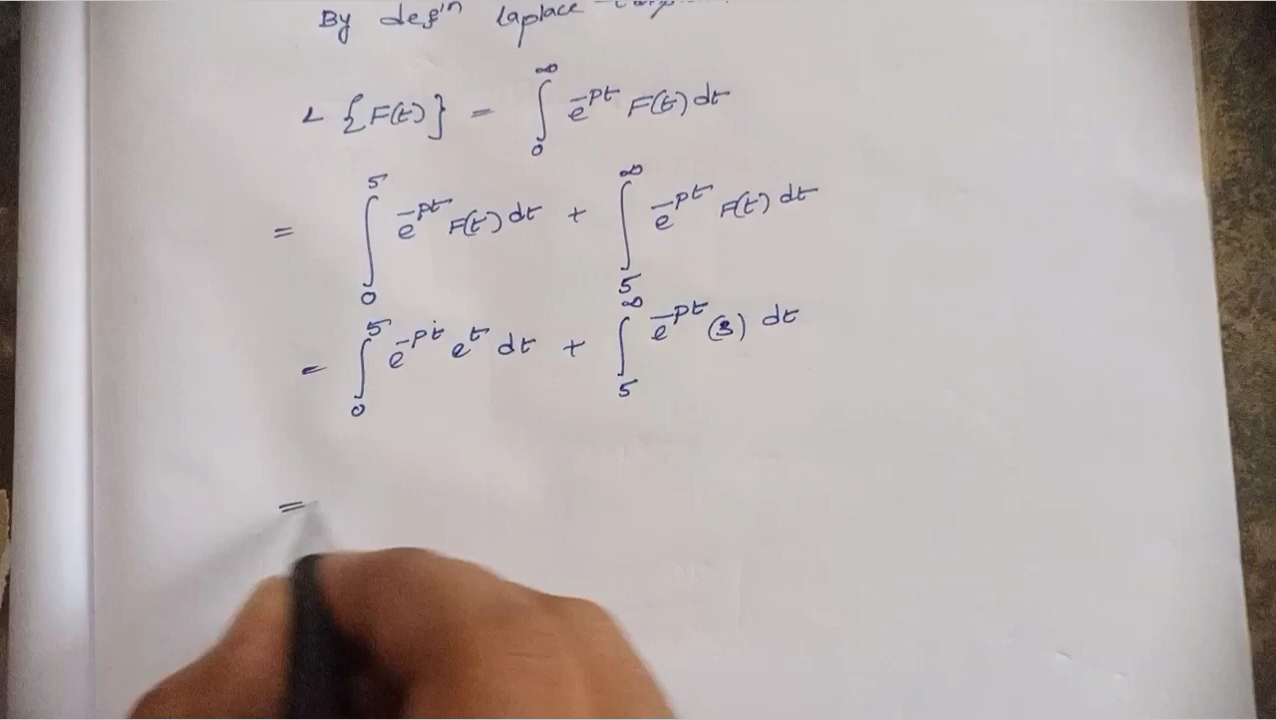 By defⁿ Laplace
L {F(t)} = ∫₀^∞ e^{-pt} F(t) dt
= ∫₀^5 e^{-pt} F(t) dt + ∫₅^∞ e^{-pt} F(t) dt
= ∫₀^5 e^{-pt} e^t dt + ∫₅^∞ e^{-pt} (3) dt
=